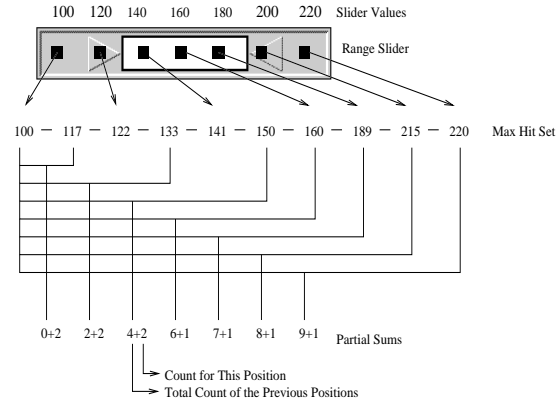 100 120 140 160 180 200 220 Slider Values
Range Slider
100 - 117 - 122 - 133 - 141 - 150 - 160 - 189 - 215 - 220 Max Hit Set
0+2 2+2 4+2 6+1 7+1 8+1 9+1 Partial Sums
Count for This Position
Total Count of the Previous Positions